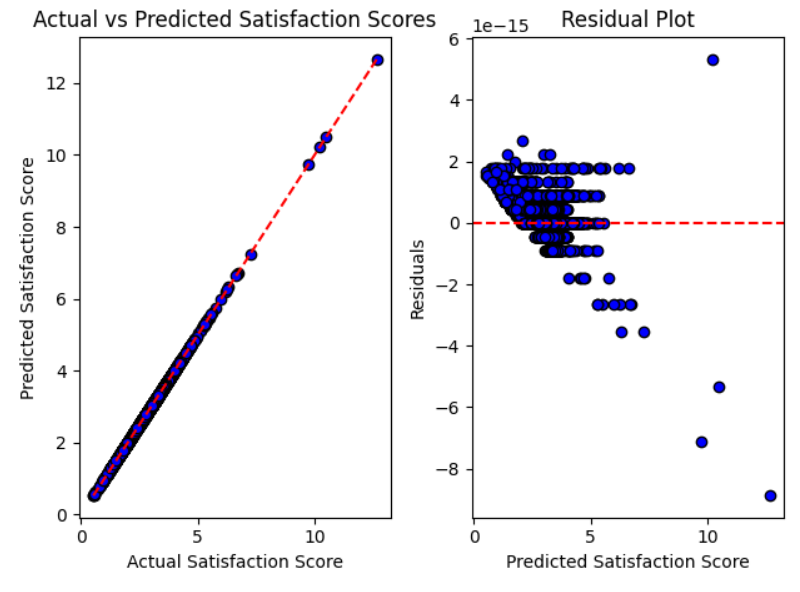 Actual vs Predicted Satisfaction Scores
Predicted Satisfaction Score
12
10
8
6
4
2
0
0 5 10
Actual Satisfaction Score
Residual Plot
1e−15
Residuals
6
4
2
0
−2
−4
−6
−8
0 5 10
Predicted Satisfaction Score